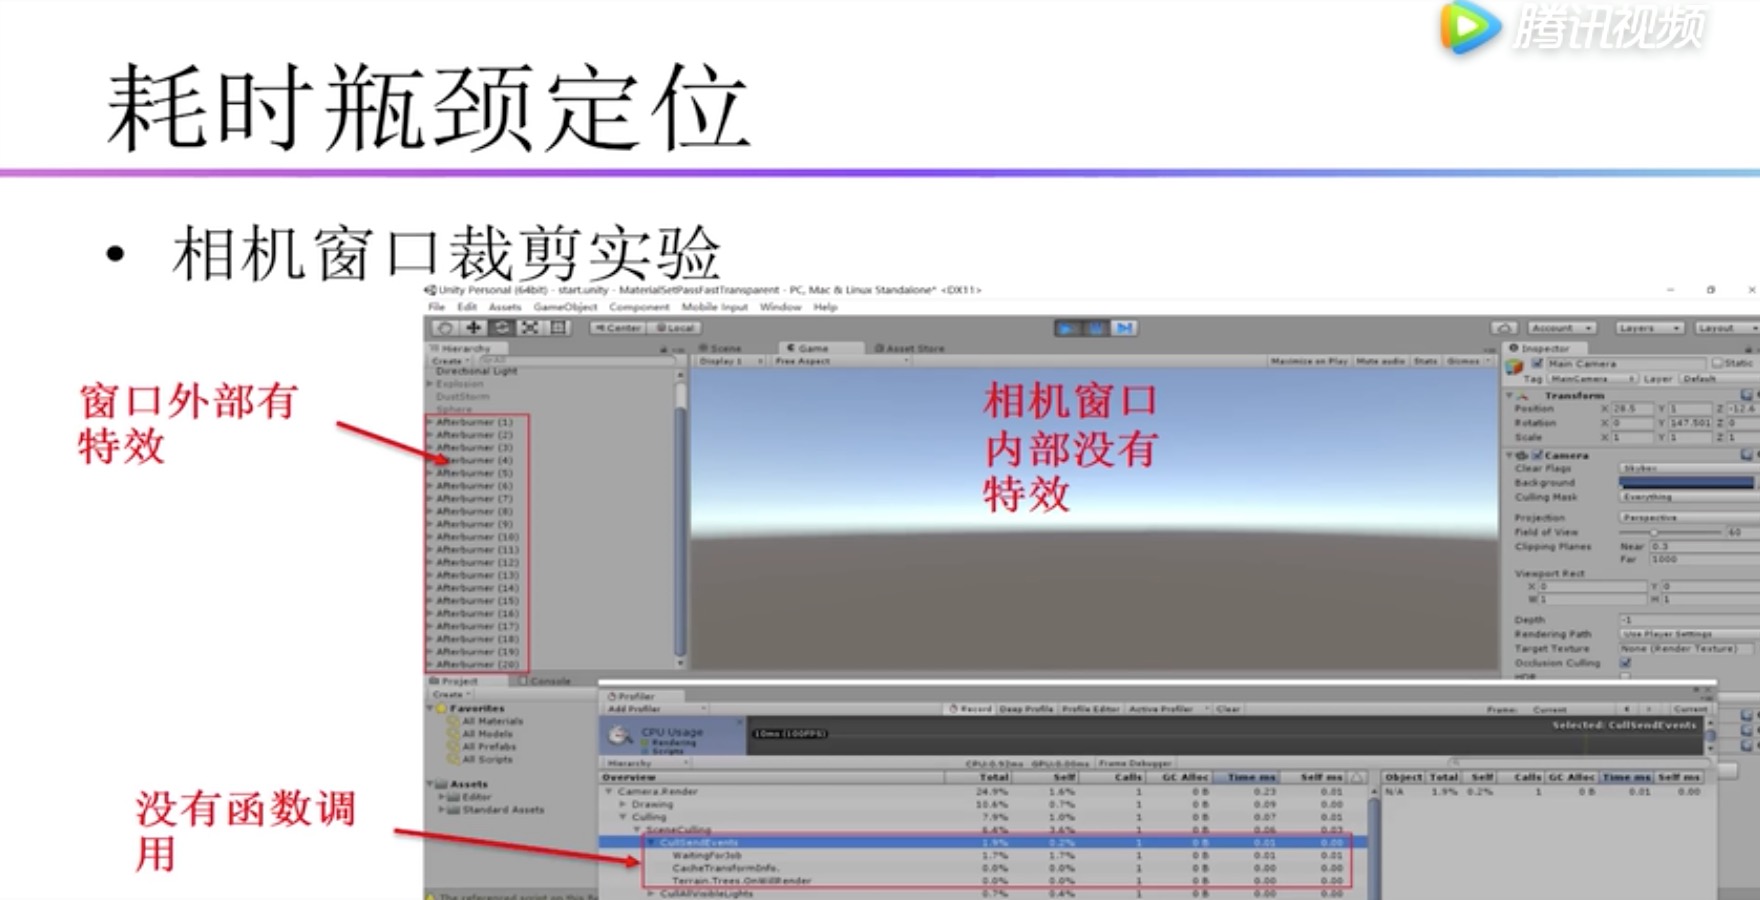 腾讯视频
耗时瓶颈定位
• 相机窗口裁剪实验
Unity Personal (64bit) - start.unity - MaterialSetPassFastTransparent - PC, Mac & Linux Standalone* <DX11>
File Edit Assets GameObject Component Mobile Input Window Help
Center Local
Account Layers Layout
Hierarchy
Create
Directional Light
Explosion
DustStorm
Sphere
Afterburner (1)
Afterburner (2)
Afterburner (3)
Afterburner (4)
Afterburner (5)
Afterburner (6)
Afterburner (7)
Afterburner (8)
Afterburner (9)
Afterburner (10)
Afterburner (11)
Afterburner (12)
Afterburner (13)
Afterburner (14)
Afterburner (15)
Afterburner (16)
Afterburner (17)
Afterburner (18)
Afterburner (19)
Afterburner (20)
窗口外部有
特效
Scene Game Asset Store
Display 1 Free Aspect Maximize on Play Mute audio Stats Gizmos
相机窗口
内部没有
特效
Inspector
Main Camera Static
Tag MainCamera Layer Default
Transform
Position X 28.5 Y 1 Z -12.6
Rotation X 0 Y 147.501 Z 0
Scale X 1 Y 1 Z 1
Camera
Clear Flags Skybox
Background
Culling Mask Everything
Projection Perspective
Field of View 60
Clipping Planes Near 0.3
Far 1000
Viewport Rect
X 0 Y 0
W 1 H 1
Depth -1
Rendering Path Use Player Settings
Target Texture None (Render Texture)
Occlusion Culling
HDR
Project Console
Create
Favorites
All Materials
All Models
All Prefabs
All Scripts
Assets
Editor
Standard Assets
没有函数调
用
Profiler
Add Profiler Record Deep Profile Profile Editor Active Profiler Clear Frame: Current Current
CPU Usage
Rendering
Scripts
10ms (100FPS)
Selected: CullSendEvents
Hierarchy CPU:0.92ms GPU:0.00ms Frame Debugger
Overview Total Self Calls GC Alloc Time ms Self ms
Camera.Render 24.9% 1.6% 1 0 B 0.23 0.01
Drawing 10.6% 0.7% 1 0 B 0.09 0.00
Culling 7.9% 1.0% 1 0 B 0.07 0.01
SceneCulling 6.4% 3.6% 1 0 B 0.06 0.03
CullSendEvents 1.9% 0.2% 1 0 B 0.01 0.00
WaitingForJob 1.7% 1.7% 1 0 B 0.01 0.01
CacheTransformInfo. 0.0% 0.0% 1 0 B 0.00 0.00
Terrain.Trees.OnWillRender 0.0% 0.0% 1 0 B 0.00 0.00
CullAllVisibleLights 0.7% 0.4% 1 0 B 0.00 0.00
Object Total Self Calls GC Alloc Time ms Self ms
N/A 1.9% 0.2% 1 0 B 0.01 0.00
The referenced script on this Be